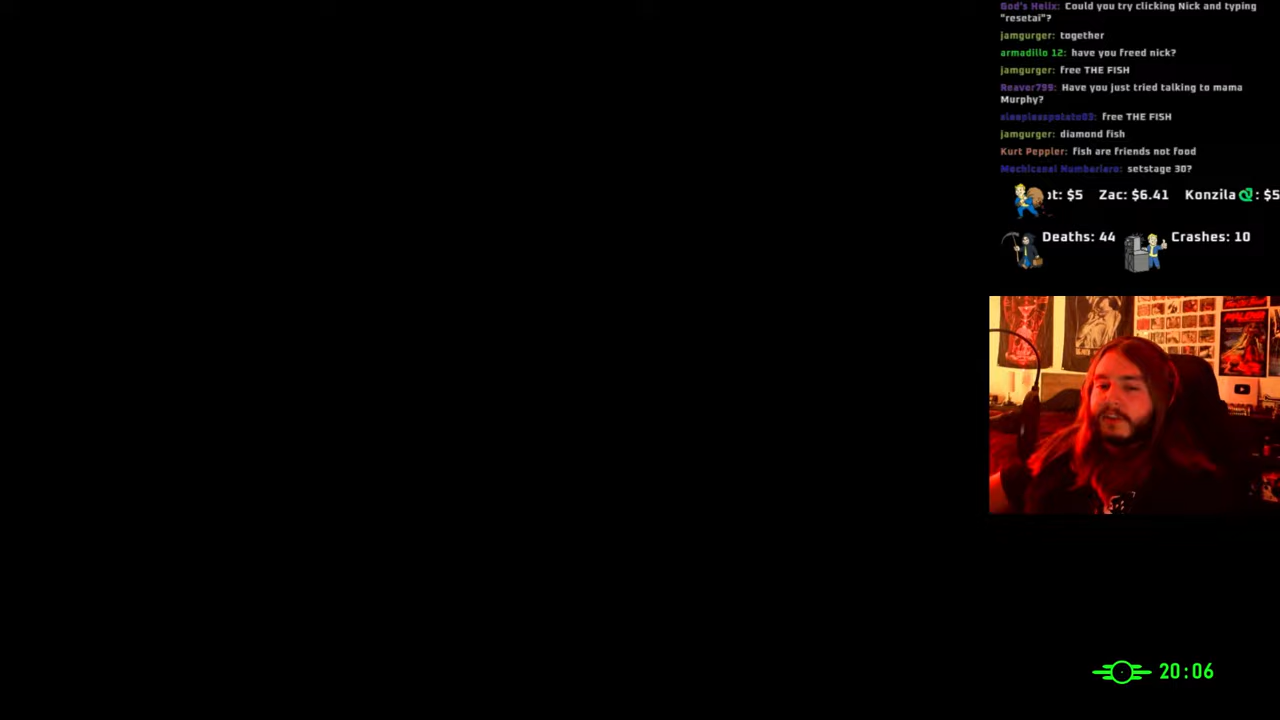 God's Helix: Could you try clicking Nick and typing
"resetai"?
jamgurger: together
armadillo 12: have you freed nick?
jamgurger: free THE FISH
Reaver799: Have you just tried talking to mama
Murphy?
sleeplesspotato03: free THE FISH
jamgurger: diamond fish
Kurt Peppler: fish are friends not food
Mechicanal Numberiaro: setstage 30?
t: $5 Zac: $6.41 Konzila : $5
Deaths: 44 Crashes: 10
20:06